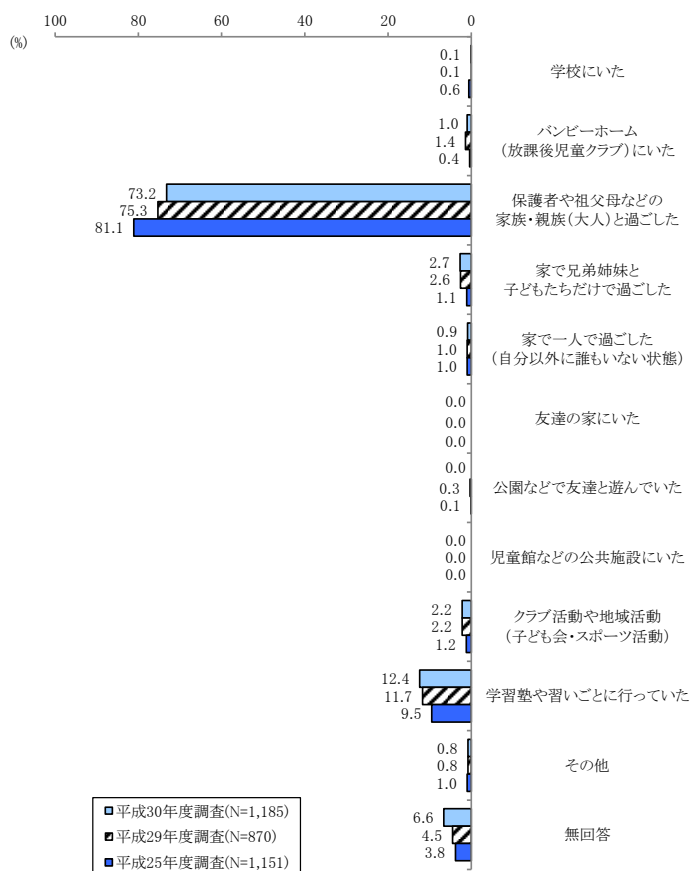 100 80 60 40 20 0
(%)
0.1
0.1
0.6
学校にいた
1.0
1.4
0.4
バンビーホーム
(放課後児童クラブ)にいた
73.2
75.3
81.1
保護者や祖父母などの
家族・親族(大人)と過ごした
2.7
2.6
1.1
家で兄弟姉妹と
子どもたちだけで過ごした
0.9
1.0
1.0
家で一人で過ごした
(自分以外に誰もいない状態)
0.0
0.0
0.0
友達の家にいた
0.0
0.3
0.1
公園などで友達と遊んでいた
0.0
0.0
0.0
児童館などの公共施設にいた
2.2
2.2
1.2
クラブ活動や地域活動
(子ども会・スポーツ活動)
12.4
11.7
9.5
学習塾や習いごとに行っていた
0.8
0.8
1.0
その他
6.6
4.5
3.8
無回答
平成30年度調査(N=1,185)
平成29年度調査(N=870)
平成25年度調査(N=1,151)